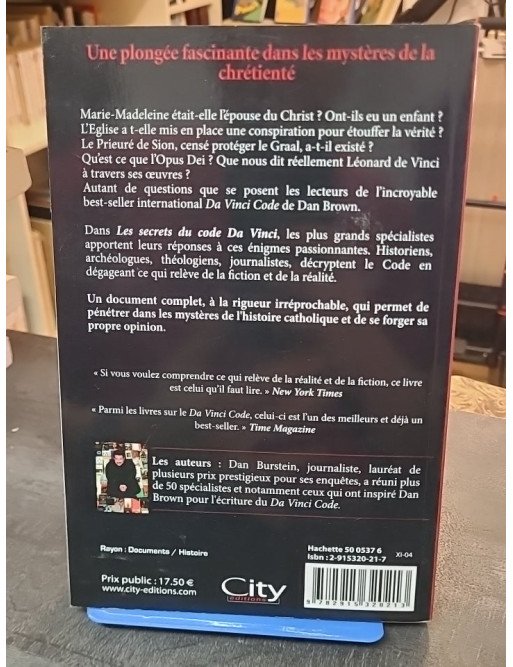 Une plongée fascinante dans les mystères de la
chrétienté
Marie-Madeleine était-elle l'épouse du Christ ? Ont-ils eu un enfant ?
L'Eglise a t-elle mis en place une conspiration pour étouffer la vérité ?
Le Prieuré de Sion, censé protéger le Graal, a-t-il existé ?
Qu'est ce que l'Opus Dei ? Que nous dit réellement Léonard de Vinci
à travers ses œuvres ?
Autant de questions que se posent les lecteurs de l'incroyable
best-seller international Da Vinci Code de Dan Brown.
Dans Les secrets du code Da Vinci, les plus grands spécialistes
apportent leurs réponses à ces énigmes passionnantes. Historiens,
archéologues, théologiens, journalistes, décryptent le Code en
dégageant ce qui relève de la fiction et de la réalité.
Un document complet, à la rigueur irréprochable, qui permet de
pénétrer dans les mystères de l'histoire catholique et de se forger sa
propre opinion.
« Si vous voulez comprendre ce qui relève de la réalité et de la fiction, ce livre
est celui qu'il faut lire. » New York Times
« Parmi les livres sur le Da Vinci Code, celui-ci est l'un des meilleurs et déjà un
best-seller. » Time Magazine
Les auteurs : Dan Burstein, journaliste, lauréat de
plusieurs prix prestigieux pour ses enquêtes, a réuni plus
de 50 spécialistes et notamment ceux qui ont inspiré Dan
Brown pour l'écriture du Da Vinci Code.
Rayon : Documents / Histoire
Hachette 50 0537 6
Isbn : 2-915320-21-7
XI-04
Prix public : 17.50 €
www.city-editions.com
City
éditions
9 782915 320213